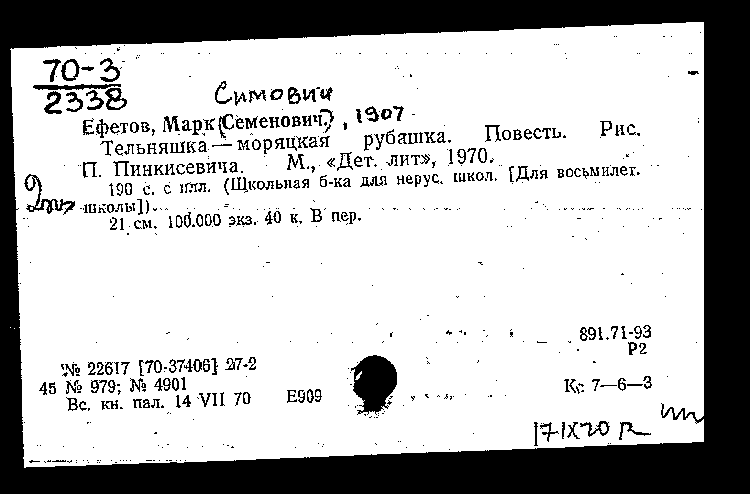 70-3
2338
Симович
Ефетов, Марк (Семенович), 1907
Тельняшка — моряцкая рубашка. Повесть. Рис.
П. Пинкисевича. М., «Дет. лит», 1970.
190 с. с илл. (Школьная б-ка для нерус. школ. [Для восьмилет.
школы]).
21 см. 100.000 экз. 40 к. В пер.
891.71-93
Р2
№ 22617 [70-37406] 27-2
45 № 979; № 4901
Вс. кн. пал. 14 VII 70 Е909
Кс 7—6—3
17 IX 70